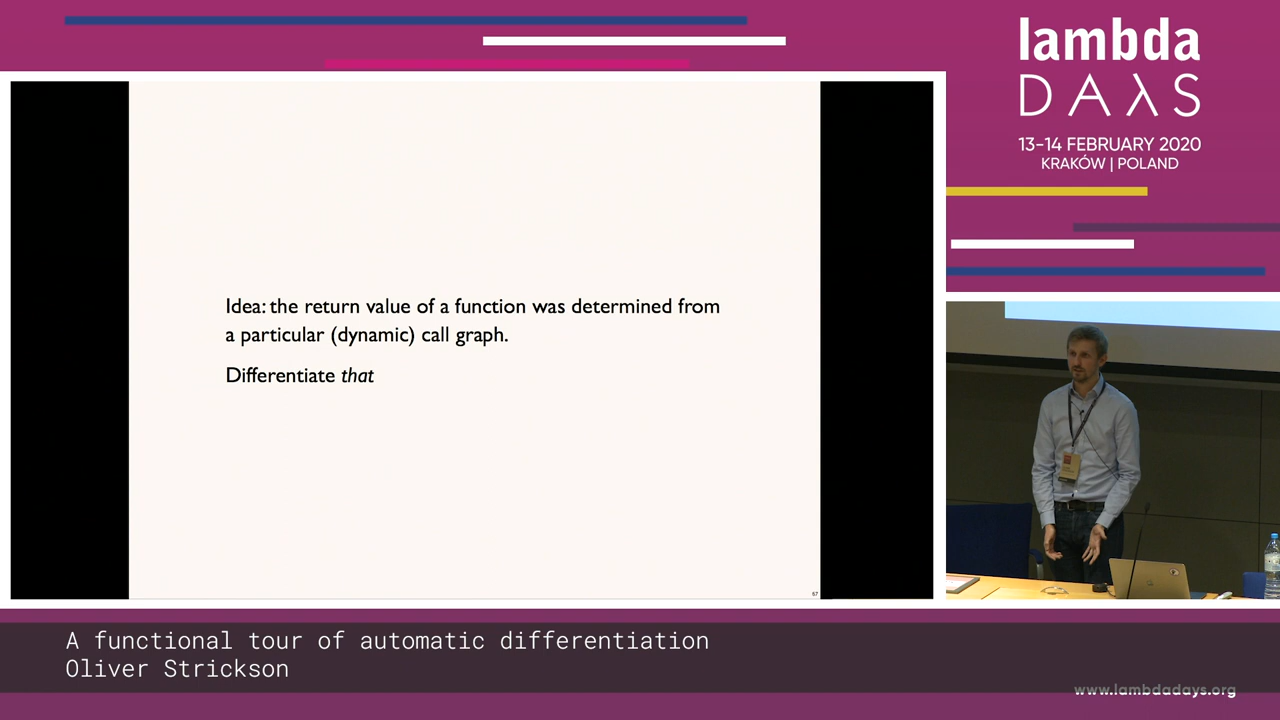 lambda
DAλS
13-14 FEBRUARY 2020
KRAKÓW | POLAND
Idea: the return value of a function was determined from
a particular (dynamic) call graph.
Differentiate that
67
A functional tour of automatic differentiation
Oliver Strickson
www.lambdadays.org